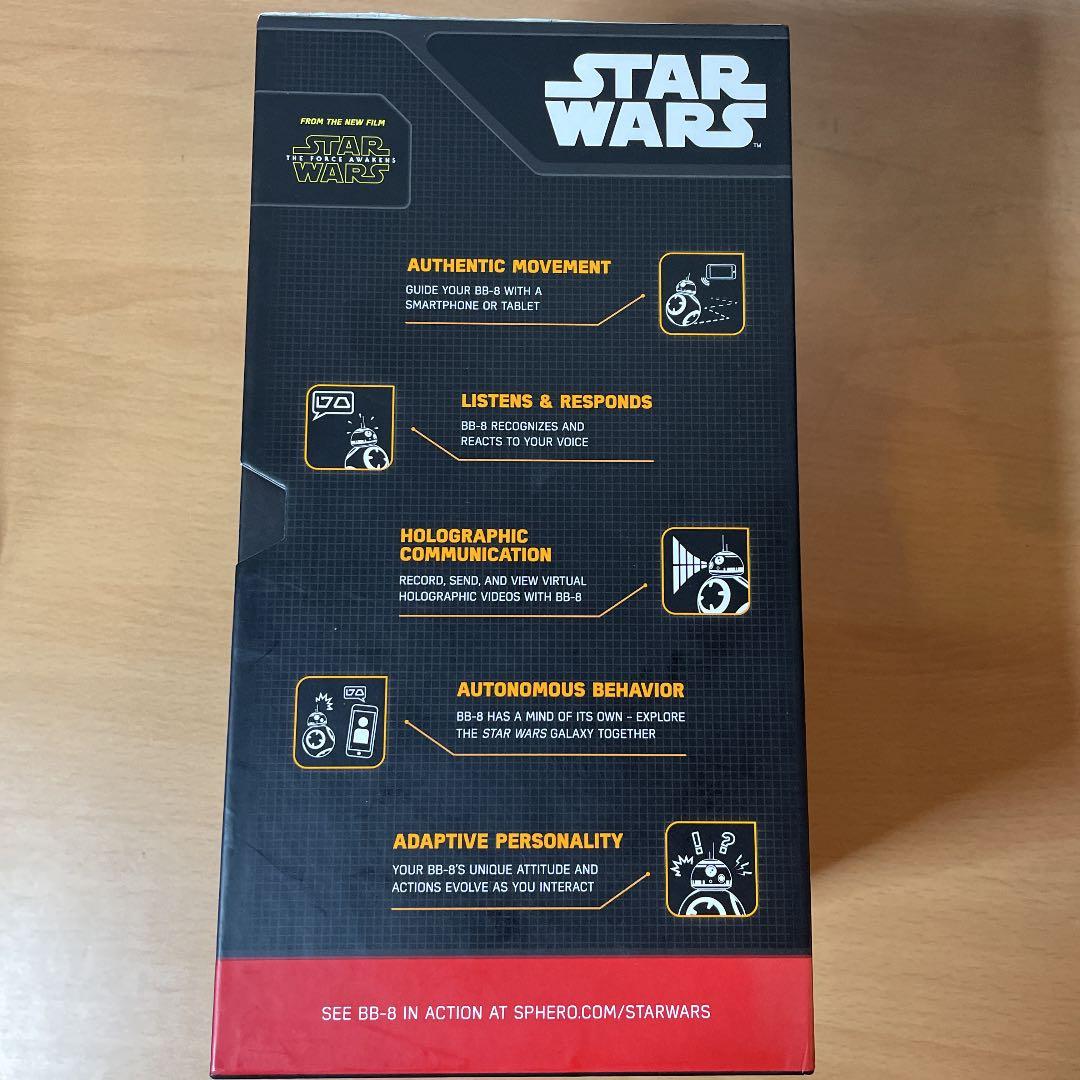 STAR
WARS
TM
FROM THE NEW FILM
STAR
THE FORCE AWAKENS
WARS
AUTHENTIC MOVEMENT
GUIDE YOUR BB-8 WITH A
SMARTPHONE OR TABLET
LISTENS & RESPONDS
BB-8 RECOGNIZES AND
REACTS TO YOUR VOICE
HOLOGRAPHIC
COMMUNICATION
RECORD, SEND, AND VIEW VIRTUAL
HOLOGRAPHIC VIDEOS WITH BB-8
AUTONOMOUS BEHAVIOR
BB-8 HAS A MIND OF ITS OWN - EXPLORE
THE STAR WARS GALAXY TOGETHER
ADAPTIVE PERSONALITY
YOUR BB-8'S UNIQUE ATTITUDE AND
ACTIONS EVOLVE AS YOU INTERACT
! ?
SEE BB-8 IN ACTION AT SPHERO.COM/STARWARS